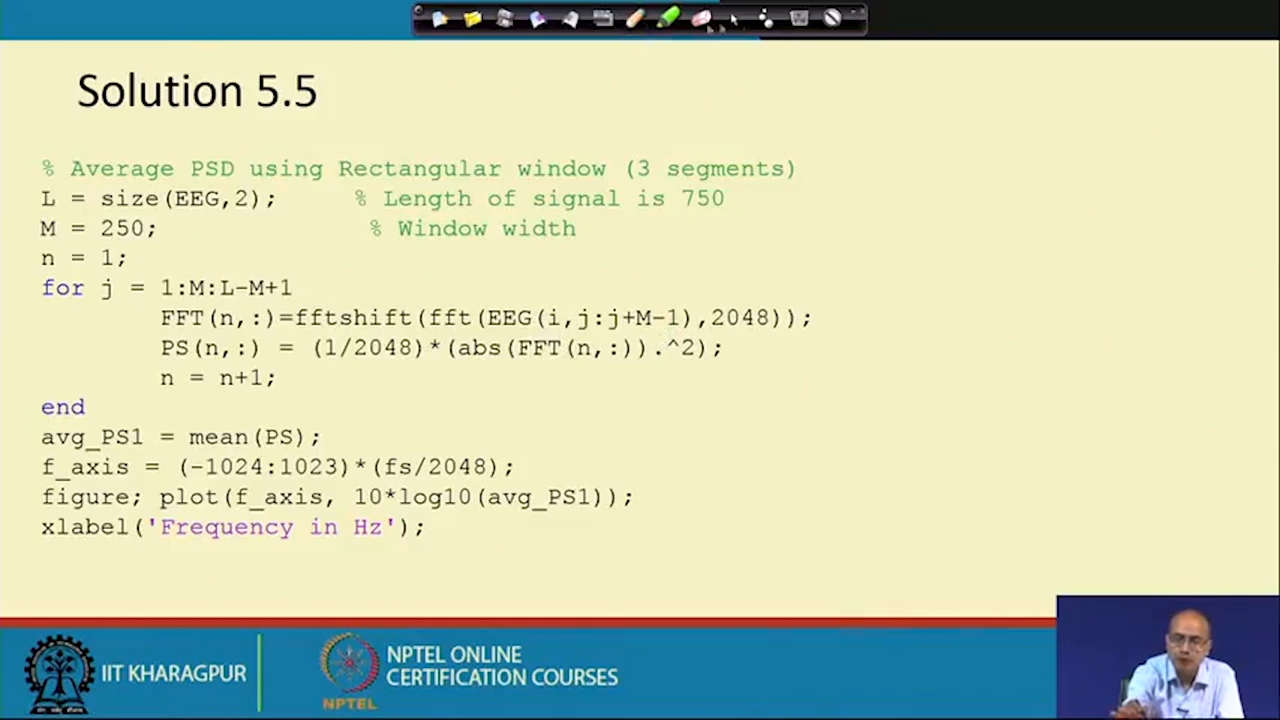 Solution 5.5
% Average PSD using Rectangular window (3 segments)
L = size(EEG,2); % Length of signal is 750
M = 250; % Window width
n = 1;
for j = 1:M:L-M+1
FFT(n,:)=fftshift(fft(EEG(i,j:j+M-1),2048));
PS(n,:) = (1/2048)*(abs(FFT(n,:)).^2);
n = n+1;
end
avg_PS1 = mean(PS);
f_axis = (-1024:1023)*(fs/2048);
figure; plot(f_axis, 10*log10(avg_PS1));
xlabel('Frequency in Hz');
IIT KHARAGPUR
NPTEL
NPTEL ONLINE
CERTIFICATION COURSES